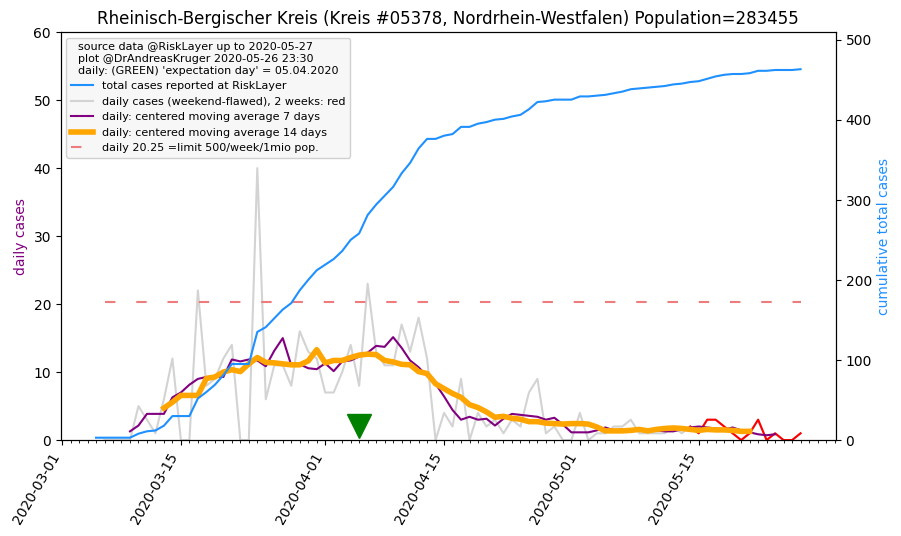 Rheinisch-Bergischer Kreis (Kreis #05378, Nordrhein-Westfalen) Population=283455
source data @RiskLayer up to 2020-05-27
plot @DrAndreasKruger 2020-05-26 23:30
daily: (GREEN) 'expectation day' = 05.04.2020
total cases reported at RiskLayer
daily cases (weekend-flawed), 2 weeks: red
daily: centered moving average 7 days
daily: centered moving average 14 days
daily 20.25 =limit 500/week/1mio pop.
daily cases
60
50
40
30
20
10
0
cumulative total cases
500
400
300
200
100
0
2020-03-01
2020-03-15
2020-04-01
2020-04-15
2020-05-01
2020-05-15